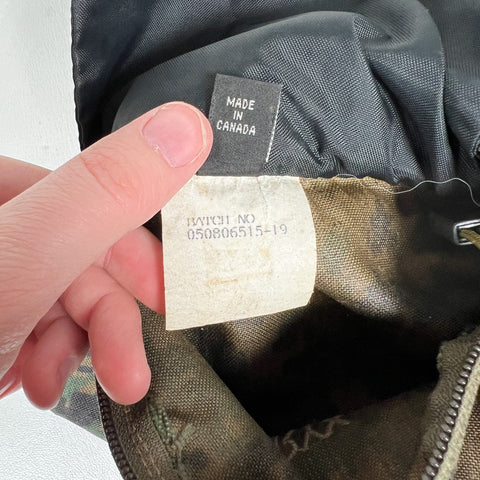 MADE
IN
CANADA
BATCH NO
050806515-19